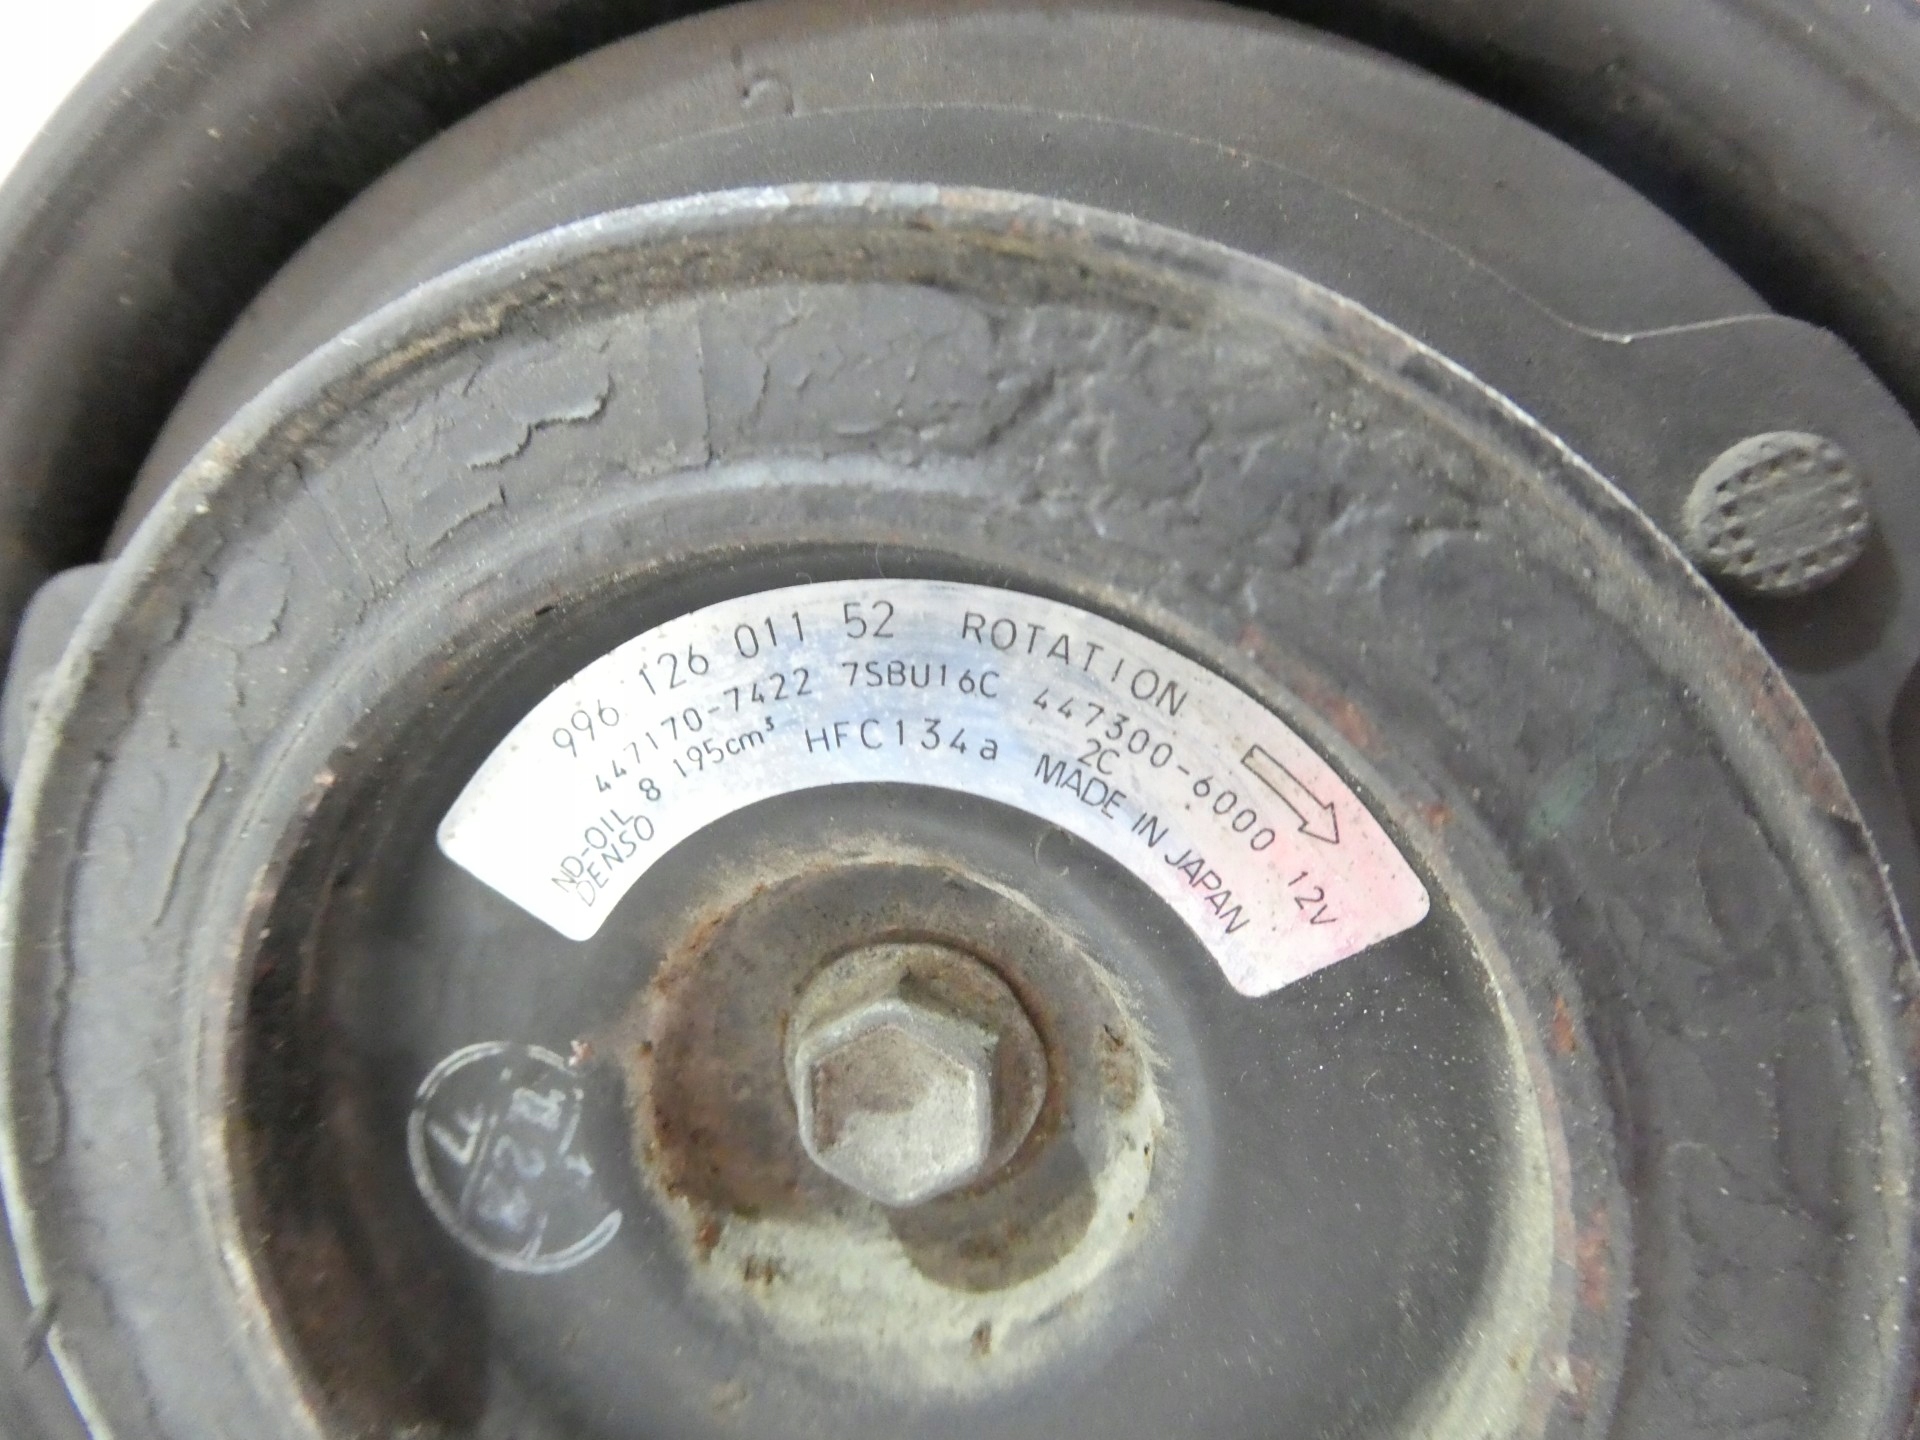 996 126 011 52 ROTATION
447170-7422 7SBU16C 447300-6000 12V
ND-OIL 8 195cm³ HFC134a 2C
DENSO MADE IN JAPAN